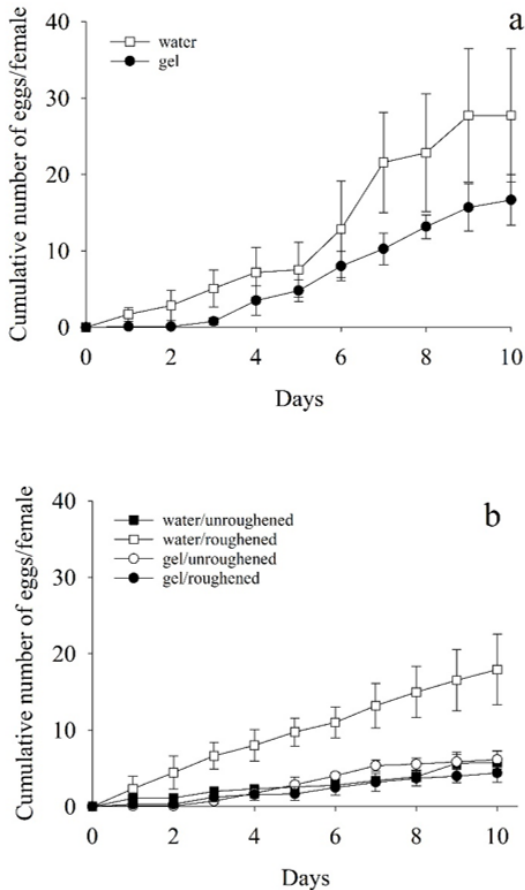 a
40
water
gel
30
20
10
0
Cumulative number of eggs/female
0 2 4 6 8 10
Days
b
40
water/unroughened
water/roughened
gel/unroughened
gel/roughened
30
20
10
0
Cumulative number of eggs/female
0 2 4 6 8 10
Days